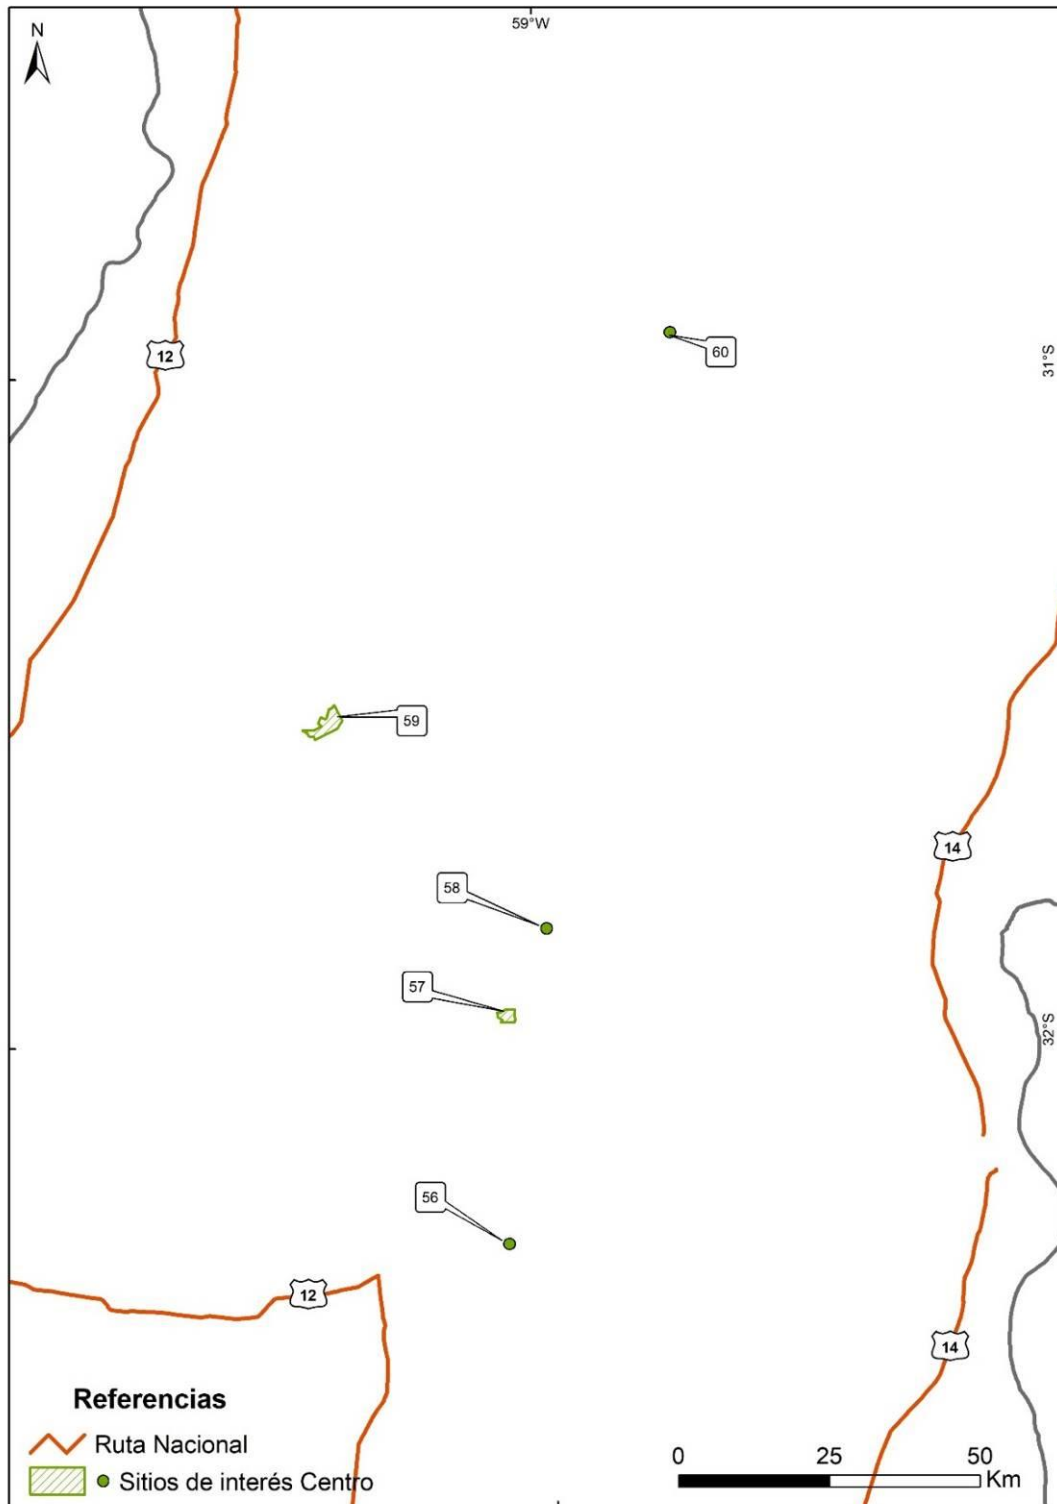 N
59°W
12
60
31°S
59
14
58
57
32°S
56
12
14
Referencias
Ruta Nacional
Sitios de interés Centro
0 25 50
Km